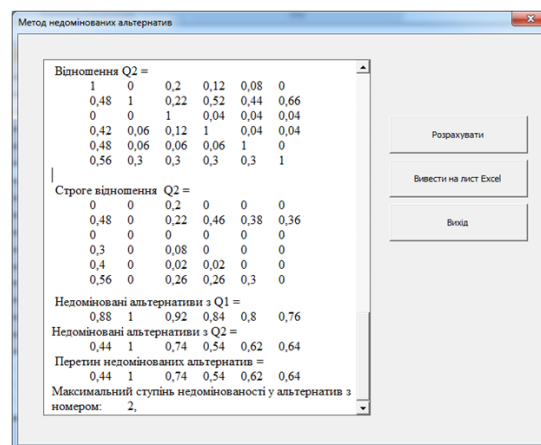 Метод недомінованих альтернатив
Відношення Q2 =
1 0 0,2 0,12 0,08 0
0,48 1 0,22 0,52 0,44 0,66
0 0 1 0,04 0,04 0,04
0,42 0,06 0,12 1 0,04 0,04
0,48 0,06 0,06 0,06 1 0
0,56 0,3 0,3 0,3 0,3 1
Строге відношення Q2 =
0 0 0,2 0 0 0
0,48 0 0,22 0,46 0,38 0,36
0 0 0 0 0 0
0,3 0 0,08 0 0 0
0,4 0 0,02 0,02 0 0
0,56 0 0,26 0,26 0,3 0
Недоміновані альтернативи з Q1 =
0,88 1 0,92 0,84 0,8 0,76
Недоміновані альтернативи з Q2 =
0,44 1 0,74 0,54 0,62 0,64
Перетин недомінованих альтернатив =
0,44 1 0,74 0,54 0,62 0,64
Максимальний ступінь недомінованості у альтернатив з
номером: 2,
Розрахувати
Вивести на лист Excel
Вихід